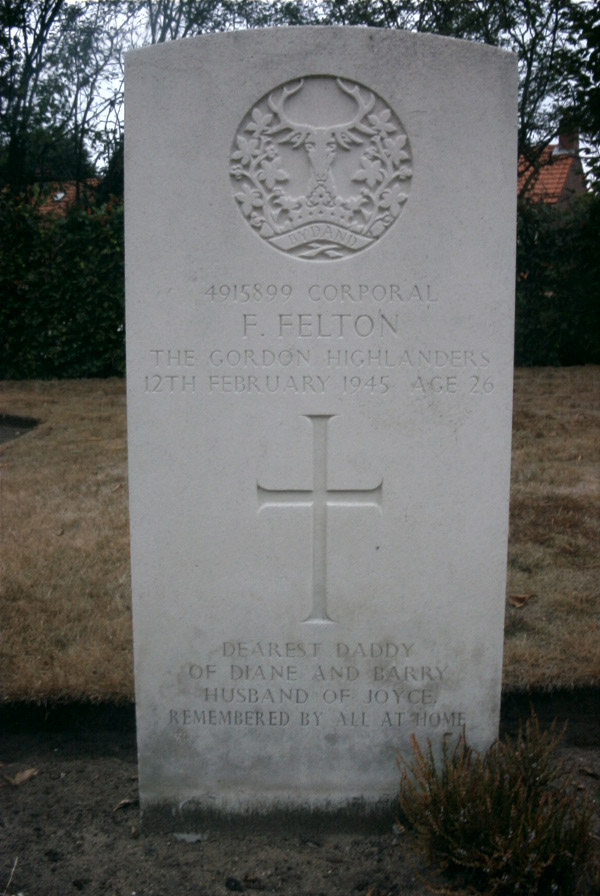 BYDAND
4915899 CORPORAL
F. FELTON
THE GORDON HIGHLANDERS
12TH FEBRUARY 1945 AGE 26
DEAREST DADDY
OF DIANE AND BARRY
HUSBAND OF JOYCE.
REMEMBERED BY ALL AT HOME